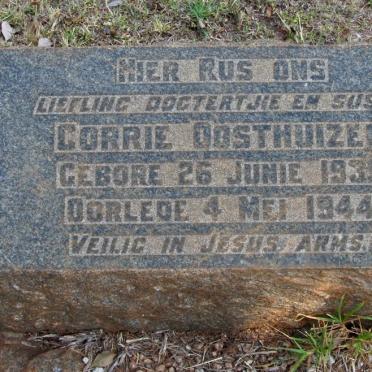 HIER RUS ONS
LIEFLING DOGTERTJIE EN SUS
CORRIE OOSTHUIZE
GEBORE 26 JUNIE 193
OORLEDE 4 MEI 1944
VEILIG IN JESUS ARMS.